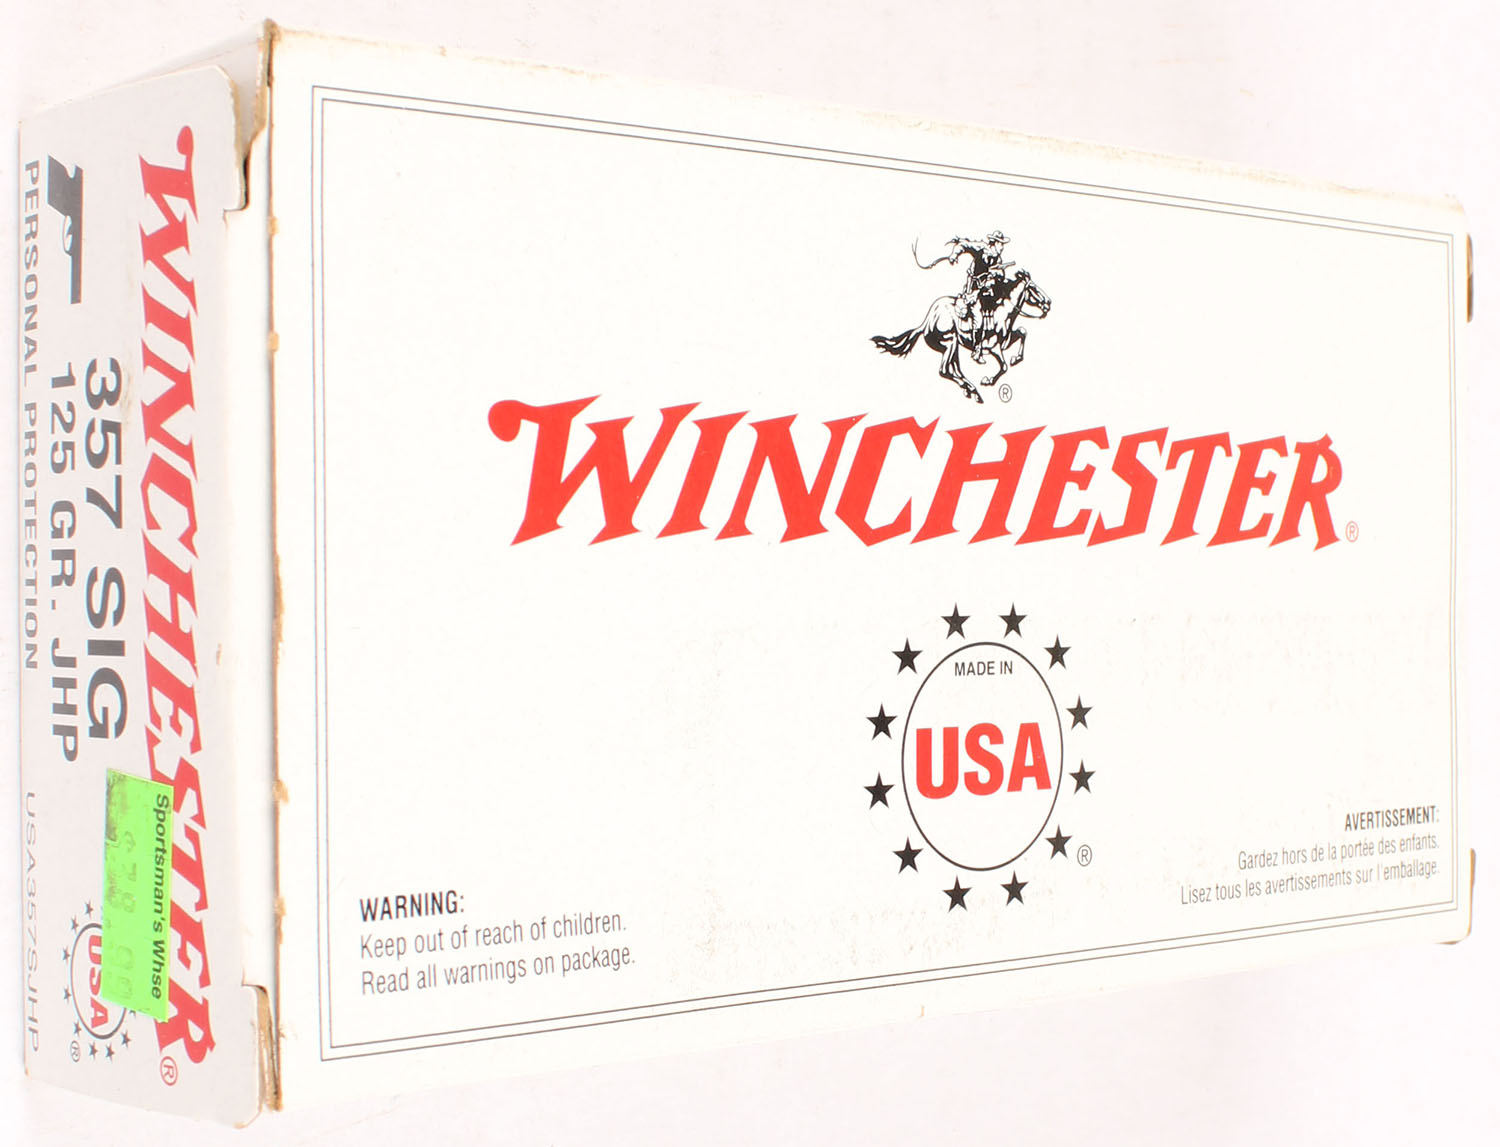 WINCHESTER®
357 SIG
125 GR. JHP
PERSONAL PROTECTION
USA357SJHP
USA
®
Sportsman's Whse
®
WINCHESTER®
MADE IN
USA
®
WARNING:
Keep out of reach of children.
Read all warnings on package.
AVERTISSEMENT:
Gardez hors de la portée des enfants.
Lisez tous les avertissements sur l'emballage.